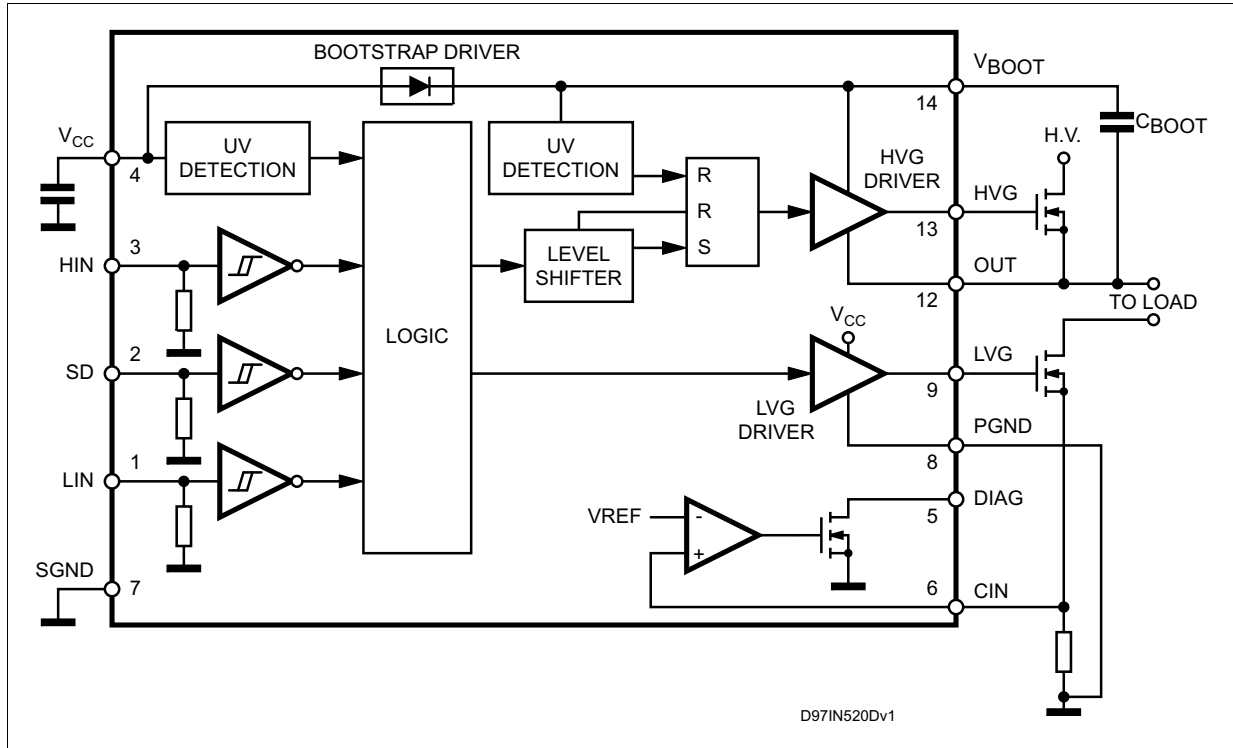 BOOTSTRAP DRIVER
VBOOT
14
CBOOT
VCC
4
UV
DETECTION
UV
DETECTION
H.V.
HVG
DRIVER
HVG
13
R
R
S
3
HIN
LEVEL
SHIFTER
OUT
12
TO LOAD
LOGIC
VCC
2
SD
LVG
9
LVG
DRIVER
PGND
8
1
LIN
DIAG
5
VREF
-
+
SGND
7
6
CIN
D97IN520Dv1